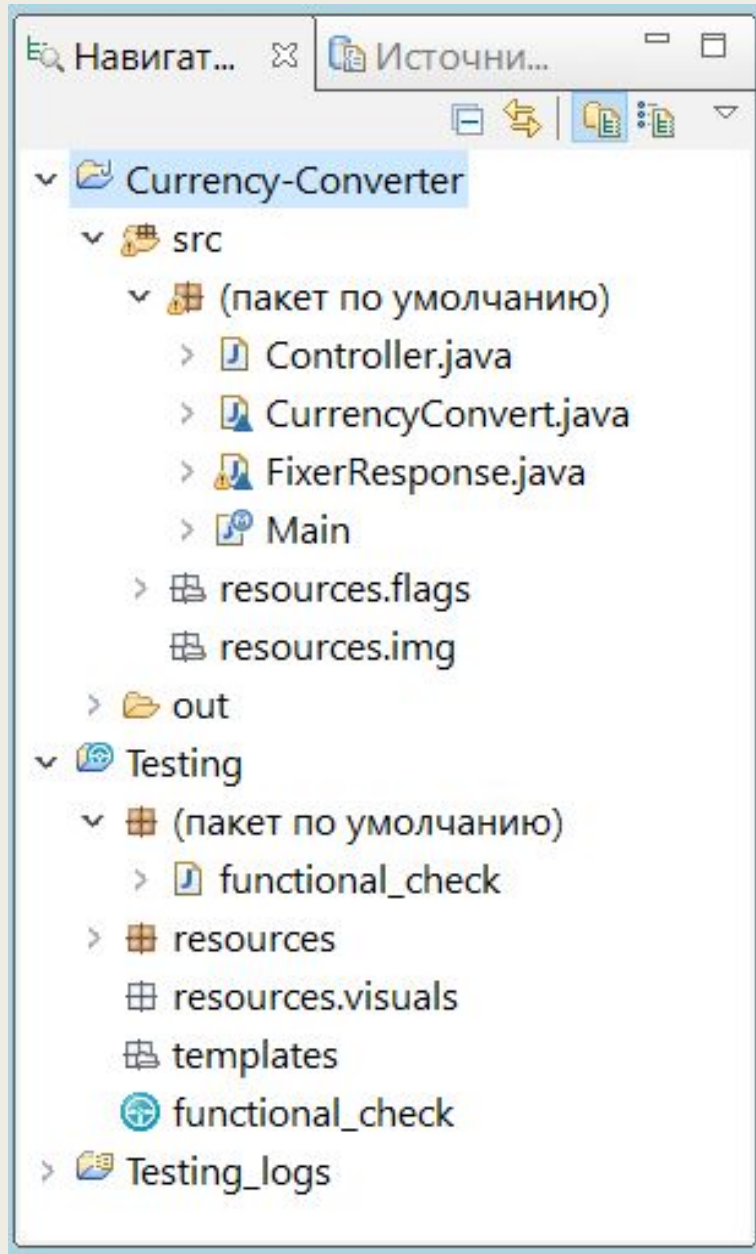 Навигат... Источни...
Currency-Converter
src
(пакет по умолчанию)
Controller.java
CurrencyConvert.java
FixerResponse.java
Main
resources.flags
resources.img
out
Testing
(пакет по умолчанию)
functional_check
resources
resources.visuals
templates
functional_check
Testing_logs